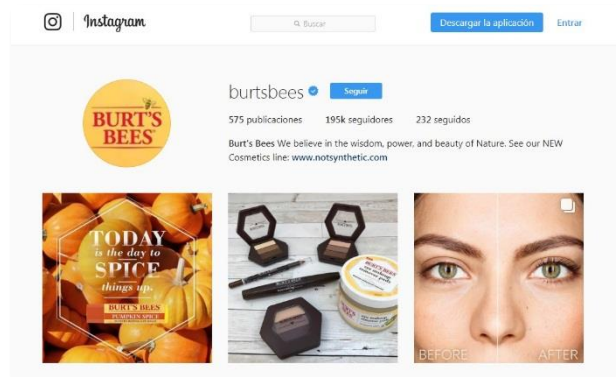 Instagram
Buscar
Descargar la aplicación
Entrar
burtsbees
Seguir
575 publicaciones 195k seguidores 232 seguidos
Burt's Bees We believe in the wisdom, power, and beauty of Nature. See our NEW
Cosmetics line: www.notsynthetic.com
BURT'S
BEES
TODAY
is the day to
SPICE
things up.
BURT'S BEES
PUMPKIN SPICE
BURT'S BEES
BEFORE
AFTER